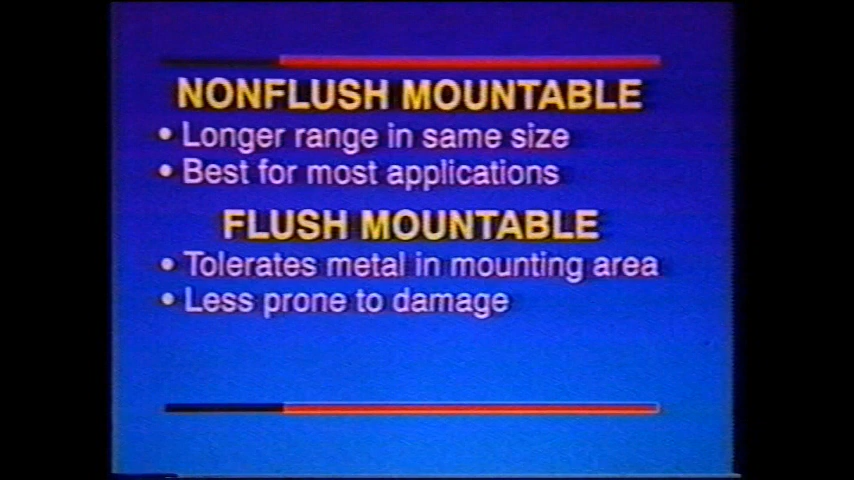 NONFLUSH MOUNTABLE
• Longer range in same size
• Best for most applications
FLUSH MOUNTABLE
• Tolerates metal in mounting area
• Less prone to damage